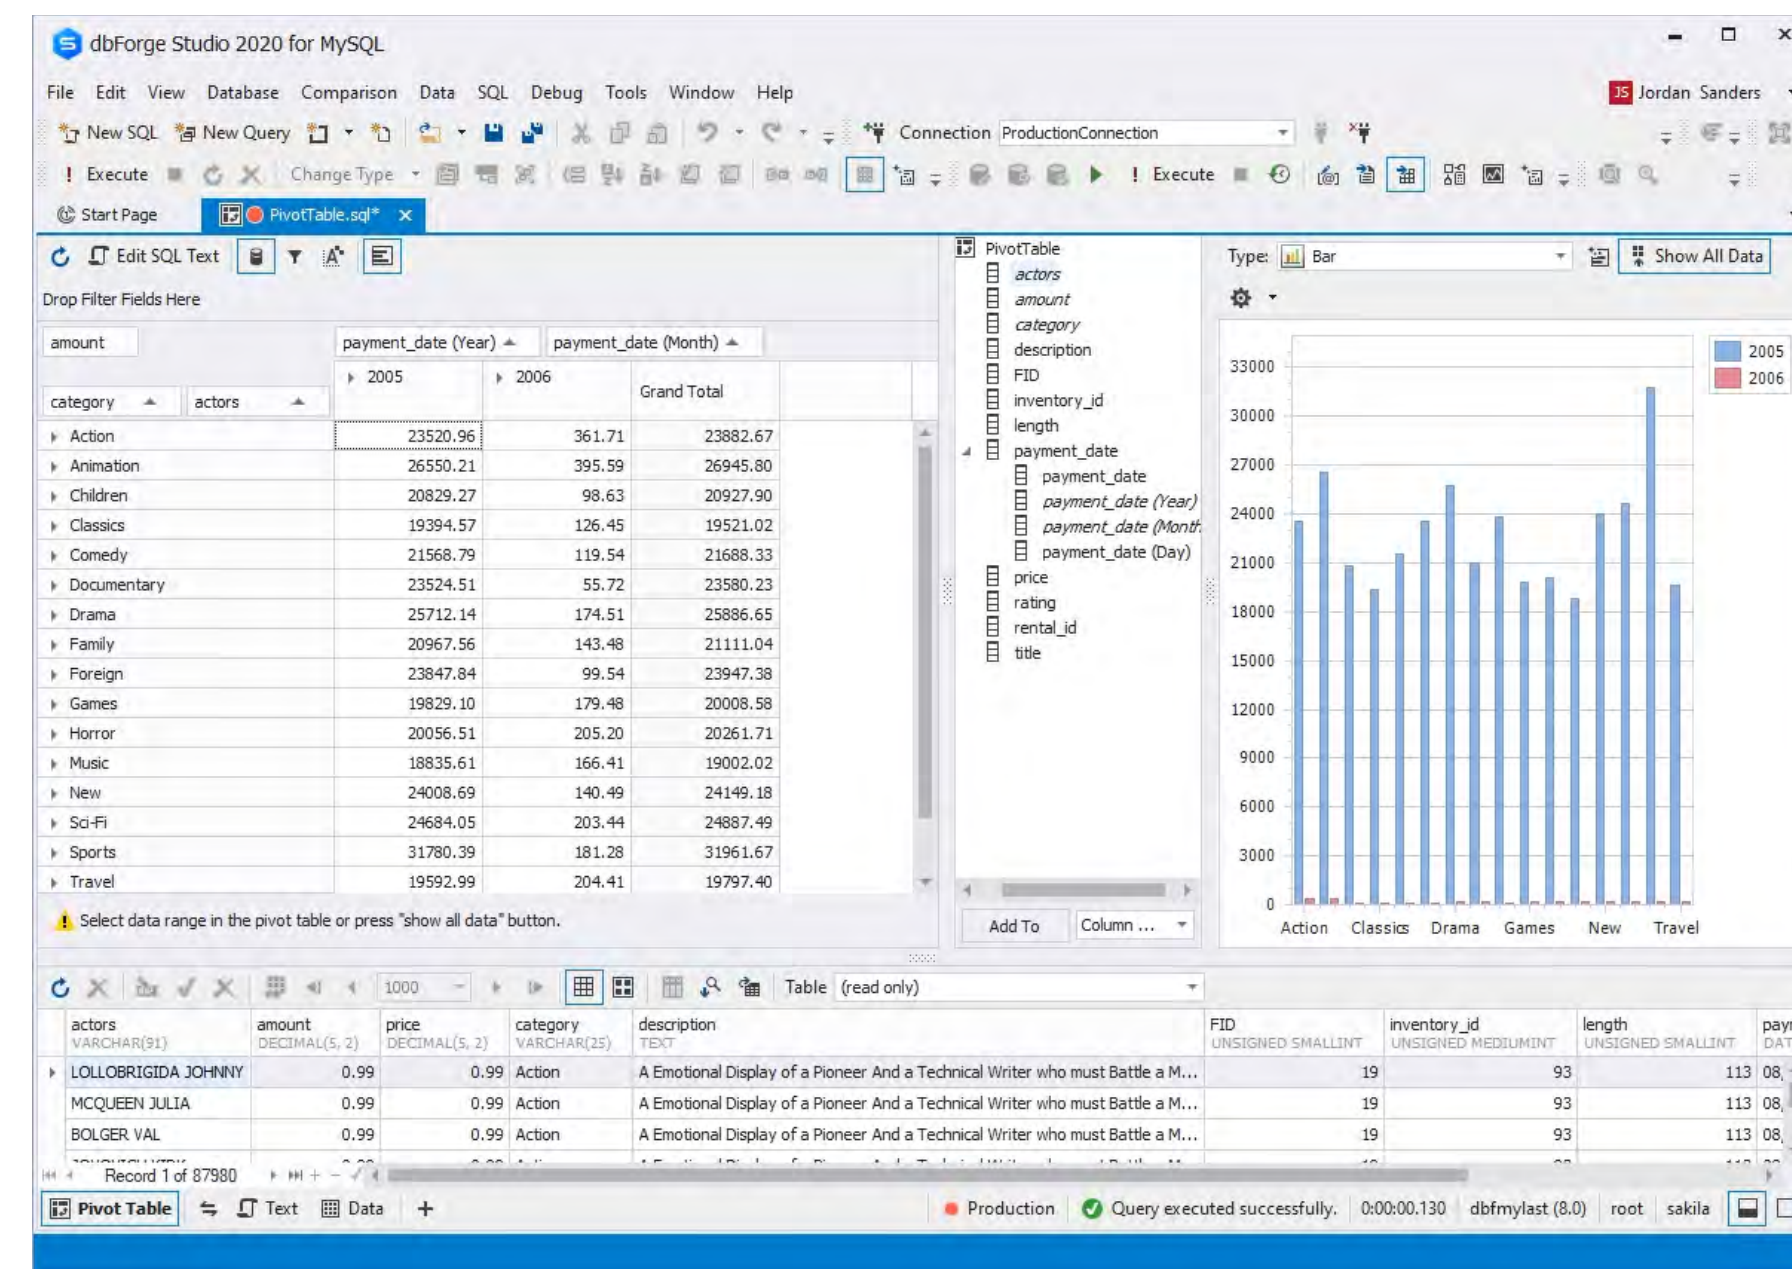 dbForge Studio 2020 for MySQL
File Edit View Database Comparison Data SQL Debug Tools Window Help
JS Jordan Sanders
New SQL New Query Connection ProductionConnection
! Execute Change Type ! Execute
Start Page PivotTable.sql*
Edit SQL Text
Drop Filter Fields Here
amount payment_date (Year) payment_date (Month)
2005 2006 Grand Total
category actors
Action 23520.96 361.71 23882.67
Animation 26550.21 395.59 26945.80
Children 20829.27 98.63 20927.90
Classics 19394.57 126.45 19521.02
Comedy 21568.79 119.54 21688.33
Documentary 23524.51 55.72 23580.23
Drama 25712.14 174.51 25886.65
Family 20967.56 143.48 21111.04
Foreign 23847.84 99.54 23947.38
Games 19829.10 179.48 20008.58
Horror 20056.51 205.20 20261.71
Music 18835.61 166.41 19002.02
New 24008.69 140.49 24149.18
Sci-Fi 24684.05 203.44 24887.49
Sports 31780.39 181.28 31961.67
Travel 19592.99 204.41 19797.40
Select data range in the pivot table or press "show all data" button.
PivotTable
actors
amount
category
description
FID
inventory_id
length
payment_date
payment_date
payment_date (Year)
payment_date (Month
payment_date (Day)
price
rating
rental_id
title
Add To Column ...
Type: Bar Show All Data
2005
2006
33000
30000
27000
24000
21000
18000
15000
12000
9000
6000
3000
0
Action Classics Drama Games New Travel
1000 Table (read only)
actors amount price category description FID inventory_id length
VARCHAR(91) DECIMAL(5, 2) DECIMAL(5, 2) VARCHAR(25) TEXT UNSIGNED SMALLINT UNSIGNED MEDIUMINT UNSIGNED SMALLINT
LOLLOBRIGIDA JOHNNY 0.99 0.99 Action A Emotional Display of a Pioneer And a Technical Writer who must Battle a M... 19 93 113 08,
MCQUEEN JULIA 0.99 0.99 Action A Emotional Display of a Pioneer And a Technical Writer who must Battle a M... 19 93 113 08,
BOLGER VAL 0.99 0.99 Action A Emotional Display of a Pioneer And a Technical Writer who must Battle a M... 19 93 113 08,
Record 1 of 87980
Pivot Table Text Data + Production Query executed successfully. 0:00:00.130 dbfmylast (8.0) root sakila